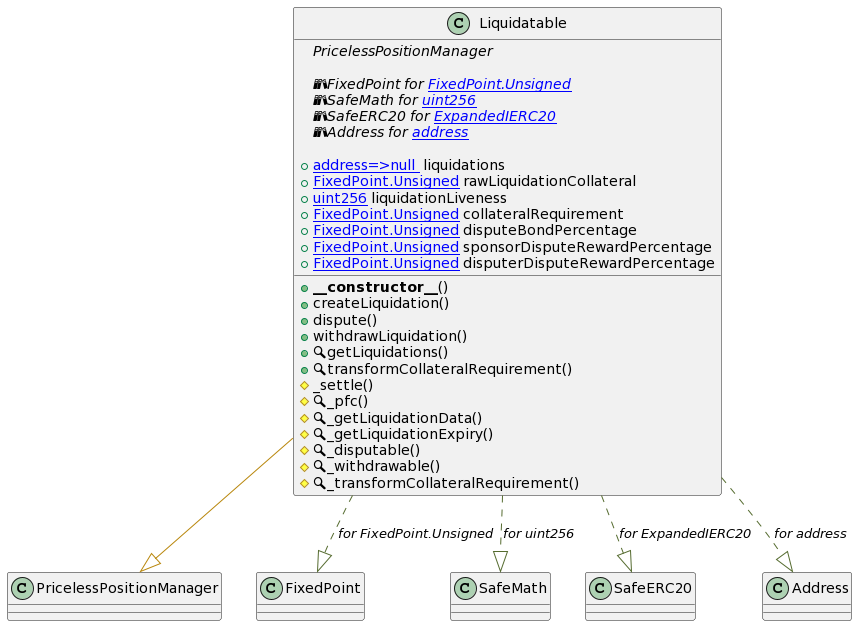 C Liquidatable
PricelessPositionManager
FixedPoint for FixedPoint.Unsigned
SafeMath for uint256
SafeERC20 for ExpandedIERC20
Address for address
address=>null liquidations
FixedPoint.Unsigned rawLiquidationCollateral
uint256 liquidationLiveness
FixedPoint.Unsigned collateralRequirement
FixedPoint.Unsigned disputeBondPercentage
FixedPoint.Unsigned sponsorDisputeRewardPercentage
FixedPoint.Unsigned disputerDisputeRewardPercentage
__constructor__()
createLiquidation()
dispute()
withdrawLiquidation()
🔍getLiquidations()
🔍transformCollateralRequirement()
_settle()
🔍_pfc()
🔍_getLiquidationData()
🔍_getLiquidationExpiry()
🔍_disputable()
🔍_withdrawable()
🔍_transformCollateralRequirement()
for FixedPoint.Unsigned
for uint256
for ExpandedIERC20
for address
C PricelessPositionManager
C FixedPoint
C SafeMath
C SafeERC20
C Address